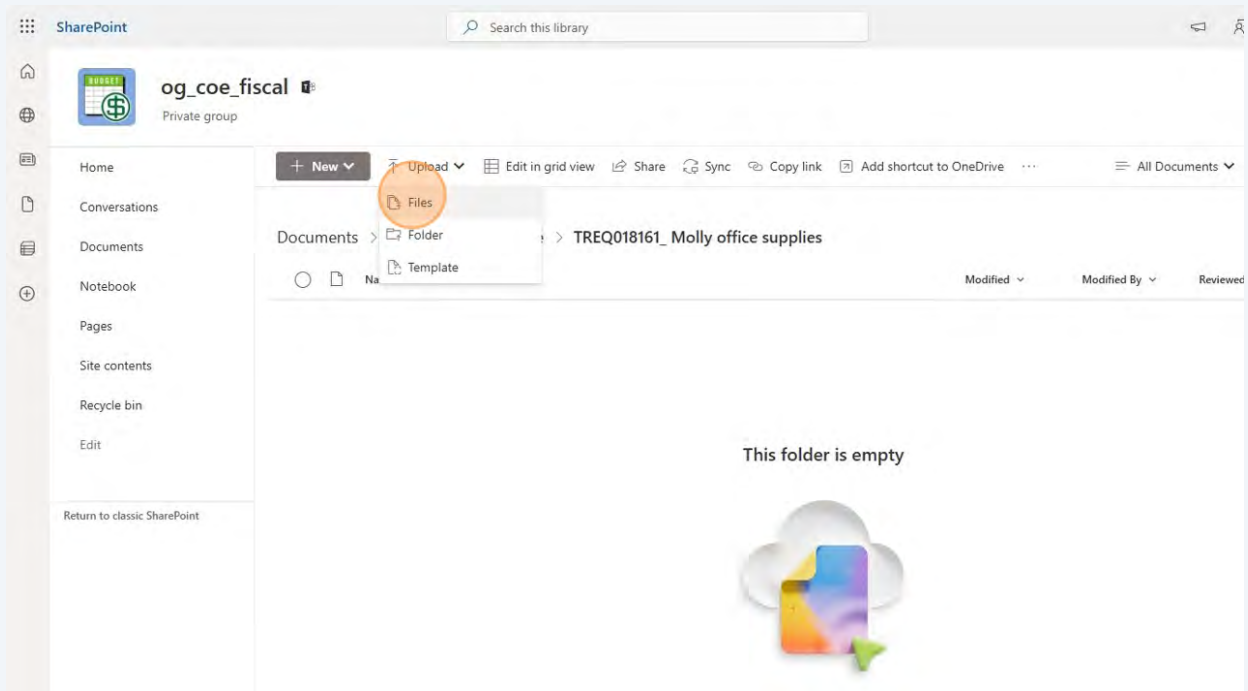 SharePoint
Search this library
BUDGET
og_coe_fiscal
Private group
Home
Conversations
Documents
Notebook
Pages
Site contents
Recycle bin
Edit
Return to classic SharePoint
+ New Upload Edit in grid view Share Sync Copy link Add shortcut to OneDrive ··· All Documents
Files
Folder
Template
Documents > > TREQ018161_ Molly office supplies
Modified Modified By Reviewed
This folder is empty